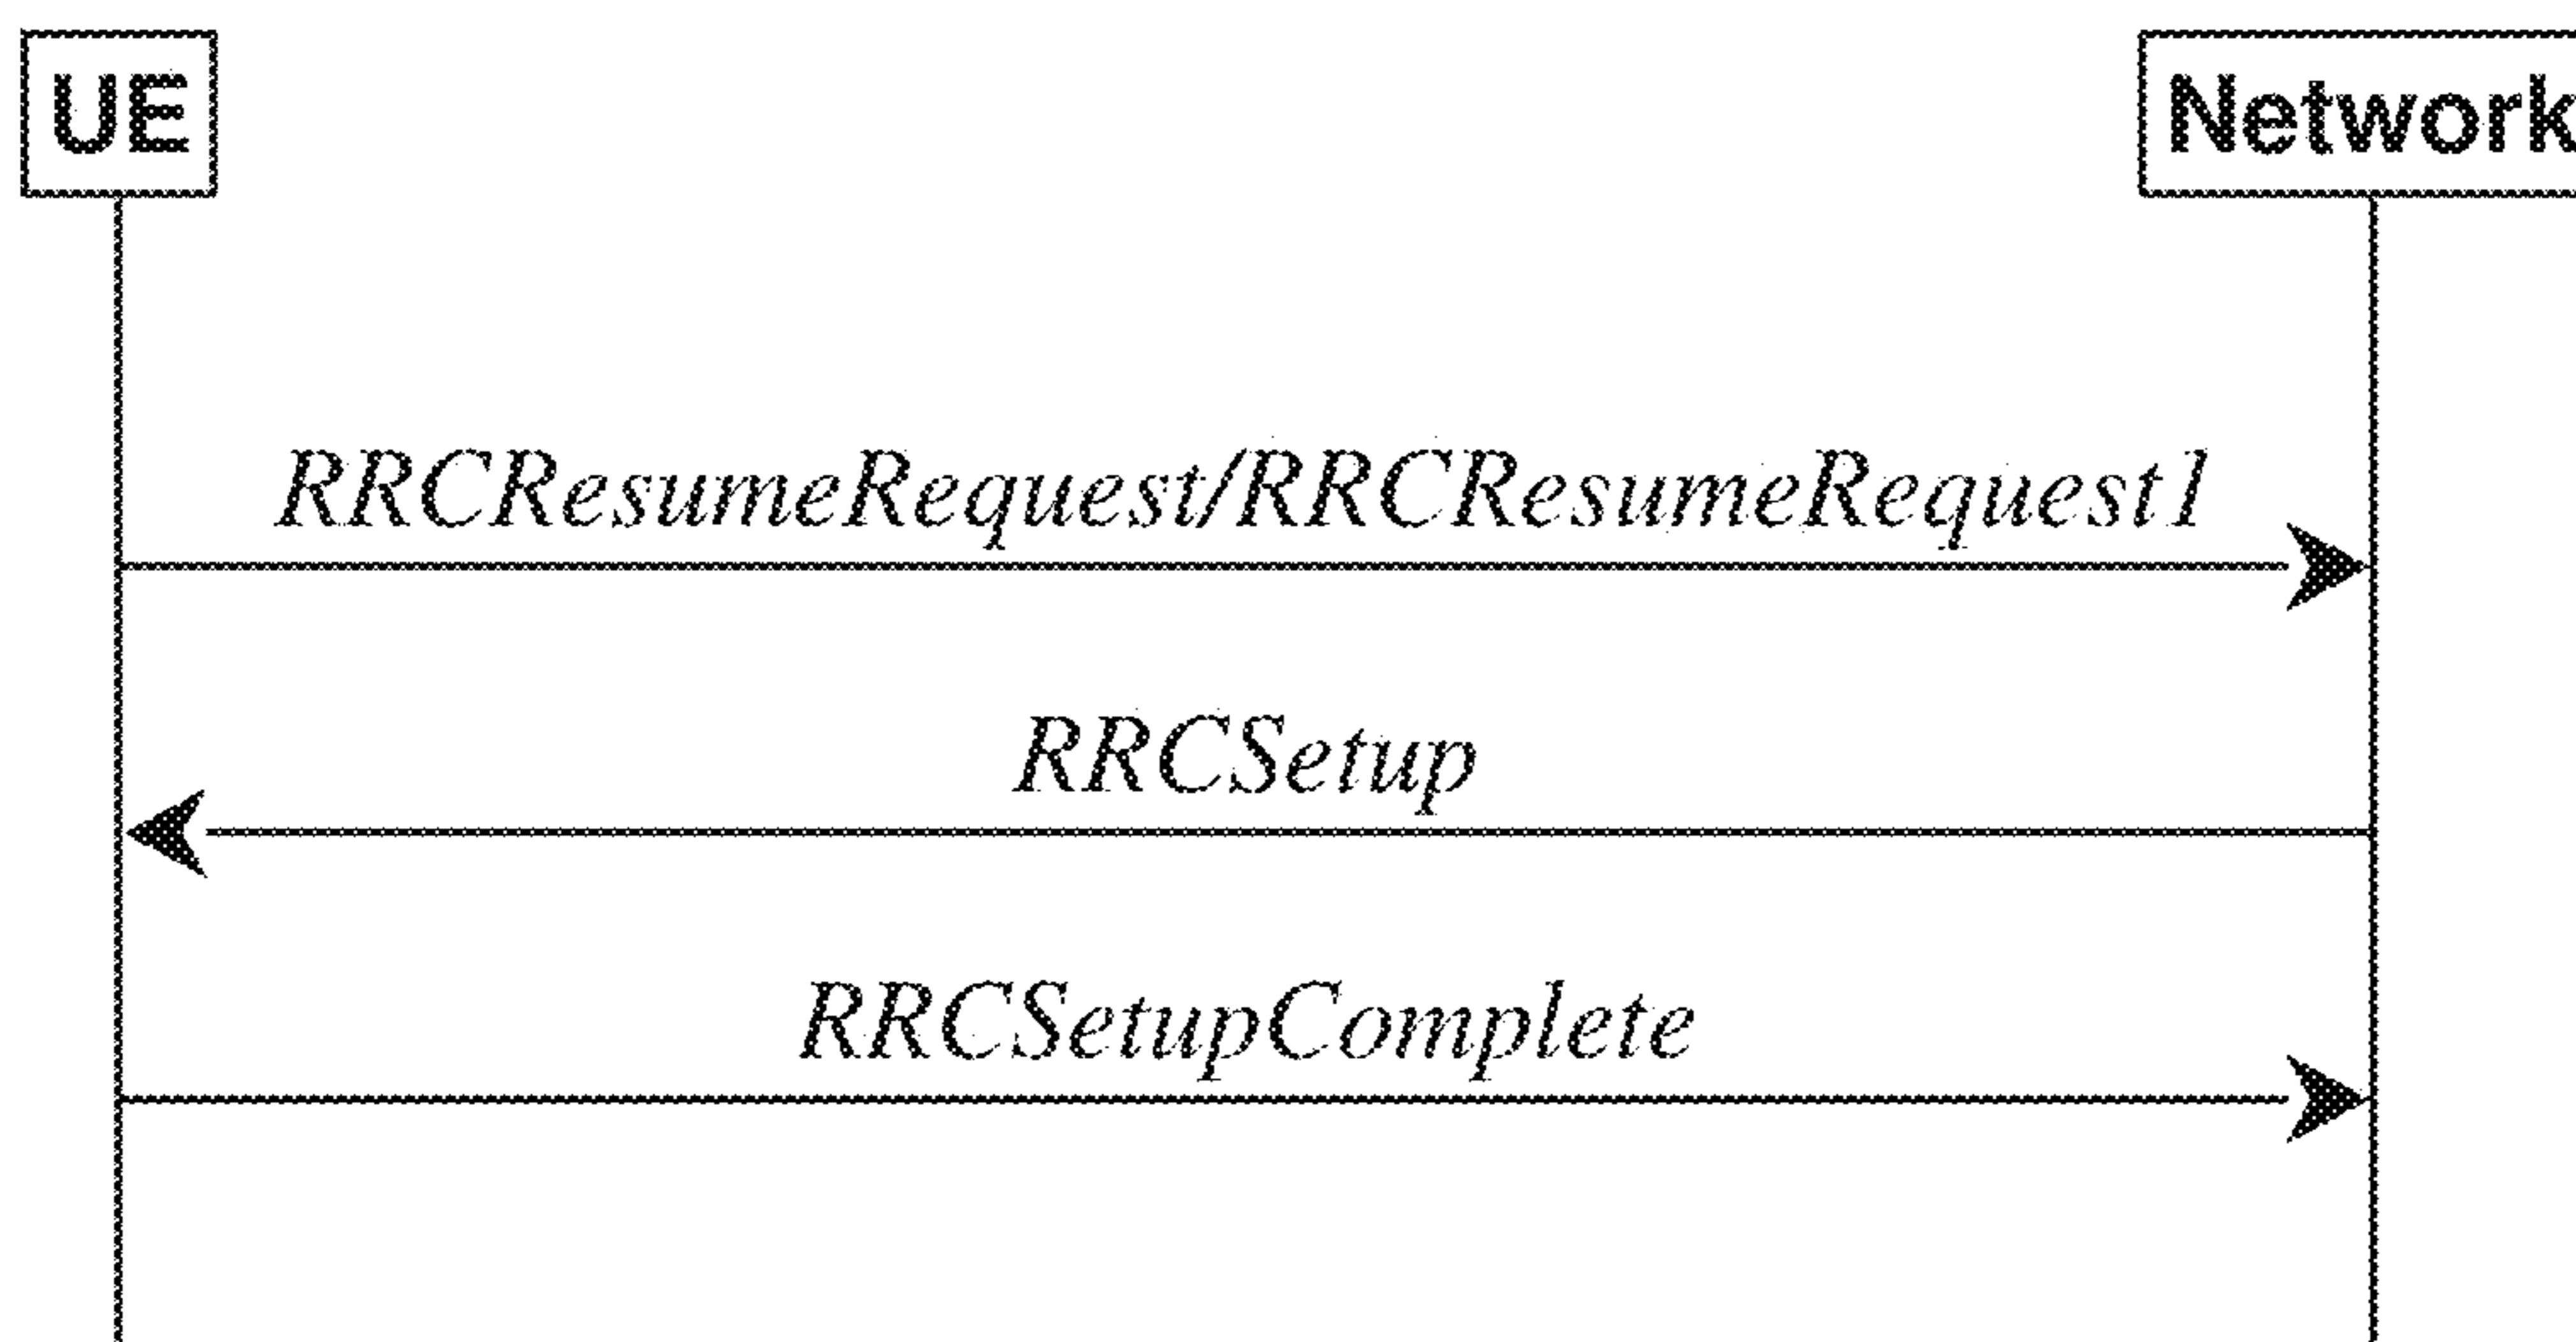 UE
Network
RRCResumeRequest/RRCResumeRequest1
RRCSetup
RRCSetupComplete